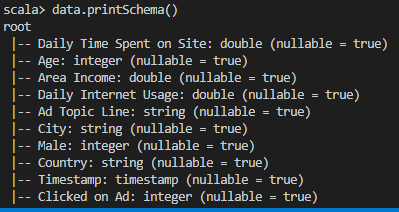 scala> data.printSchema()
root
 |-- Daily Time Spent on Site: double (nullable = true)
 |-- Age: integer (nullable = true)
 |-- Area Income: double (nullable = true)
 |-- Daily Internet Usage: double (nullable = true)
 |-- Ad Topic Line: string (nullable = true)
 |-- City: string (nullable = true)
 |-- Male: integer (nullable = true)
 |-- Country: string (nullable = true)
 |-- Timestamp: timestamp (nullable = true)
 |-- Clicked on Ad: integer (nullable = true)